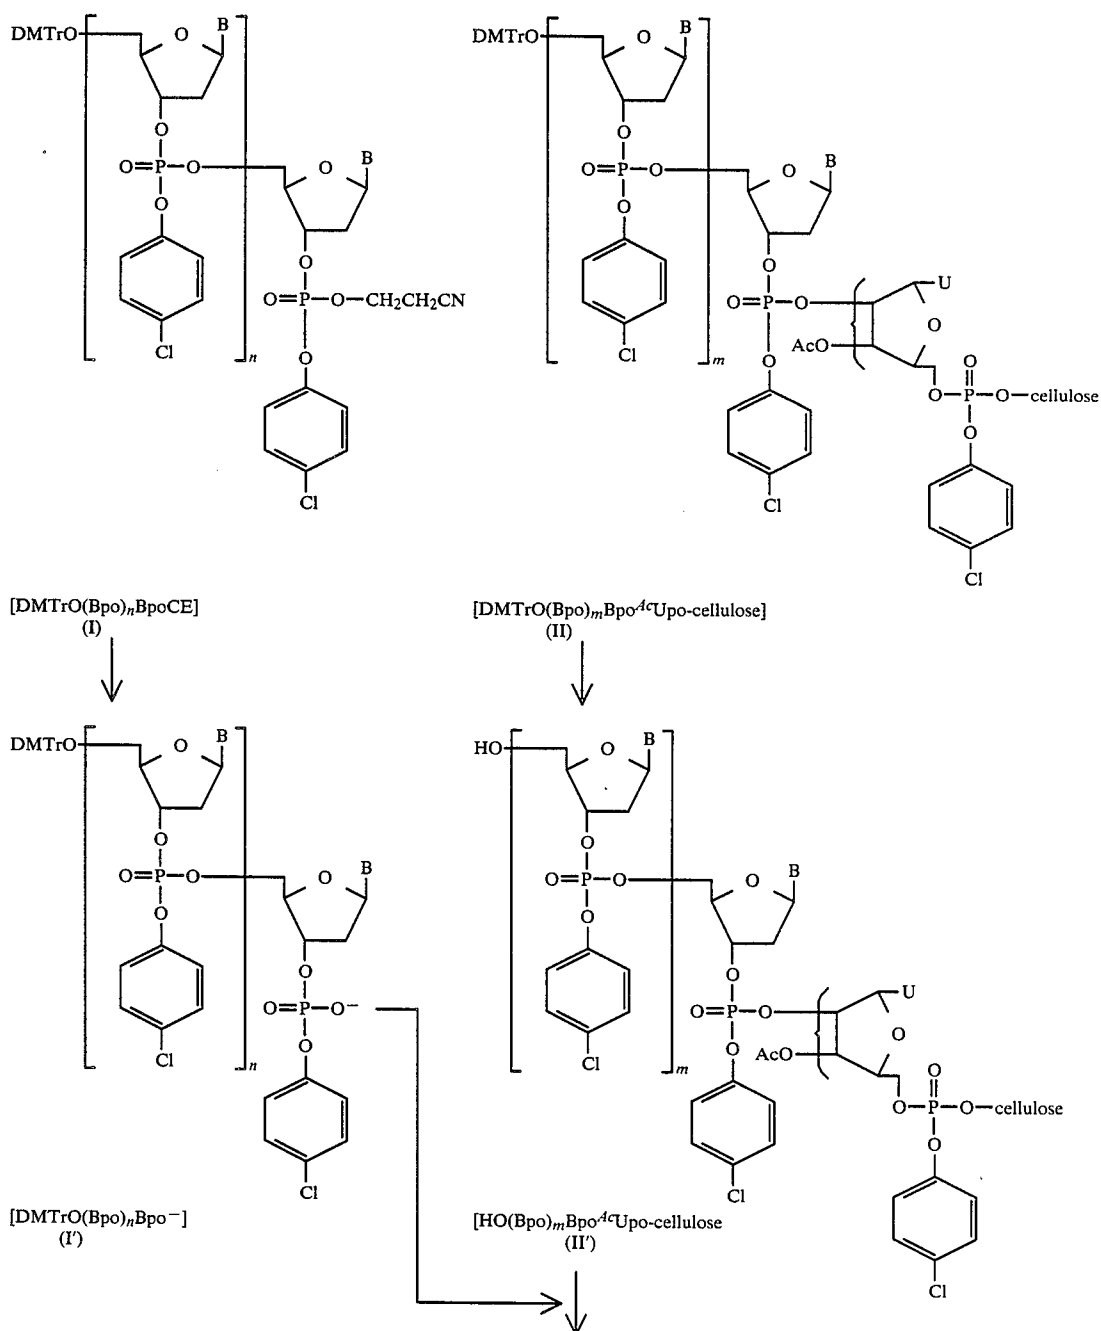 DMTrO O B
O
O=P—O O B
O
Cl n
O
O=P—O—CH₂CH₂CN
O
Cl
DMTrO O B
O
O=P—O O B
O
Cl m
O
O=P—O U
O
AcO O
O
O—P—O—cellulose
O
Cl
Cl
[DMTrO(Bpo)ₙBpoCE]
(I)
[DMTrO(Bpo)ₘBpoᴬᶜUpo-cellulose]
(II)
DMTrO O B
O
O=P—O O B
O
Cl n
O
O=P—O⁻
O
Cl
HO O B
O
O=P—O O B
O
Cl m
O
O=P—O U
O
AcO O
O
O—P—O—cellulose
O
Cl
Cl
[DMTrO(Bpo)ₙBpo⁻]
(I')
[HO(Bpo)ₘBpoᴬᶜUpo-cellulose
(II')